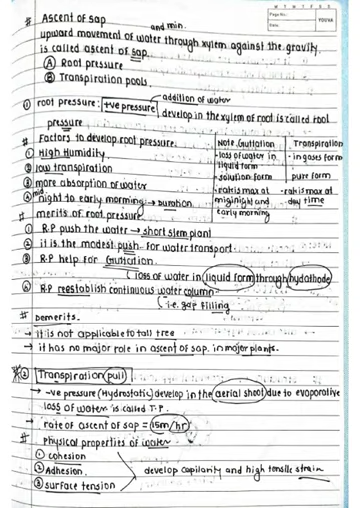 # Ascent of sap
and min.
upward movement of water through xylem against the gravity.
is called ascent of sap.
Ⓐ Root pressure
Ⓑ Transpiration pools.
addition of water
① root pressure: +ve pressure develop in the xylem of root is called root
pressure
# Factors to develop root pressure.
① High Humidity.
② low transpiration
③ more absorption of water
④ mid night to early morning → duration
Note. Guttation
- loss of water in
liquid form
- solution form
- rate is max at
midnight and
early morning
Transpiration
- in gases form
pure form
- rate is max at
day time
# merits of root pressure
① R.P push the water → short stem plant
② it is the modest push for water transport.
③ R.P help for Guttation.
loss of water in liquid form through hydathode
④ R.P reestablish continuous water column
i.e. gap filling
# Demerits.
→ it is not applicable to tall tree
→ it has no major role in ascent of sap. in major plants.
② Transpiration pull
→ -ve pressure (Hydrostatic) develop in the aerial shoot due to evaporative
loss of water is called T.P.
→ rate of ascent of sap = 15m/hr
# Physical properties of water
① cohesion
② Adhesion.
③ surface tension
develop capilarity and high tensile strain